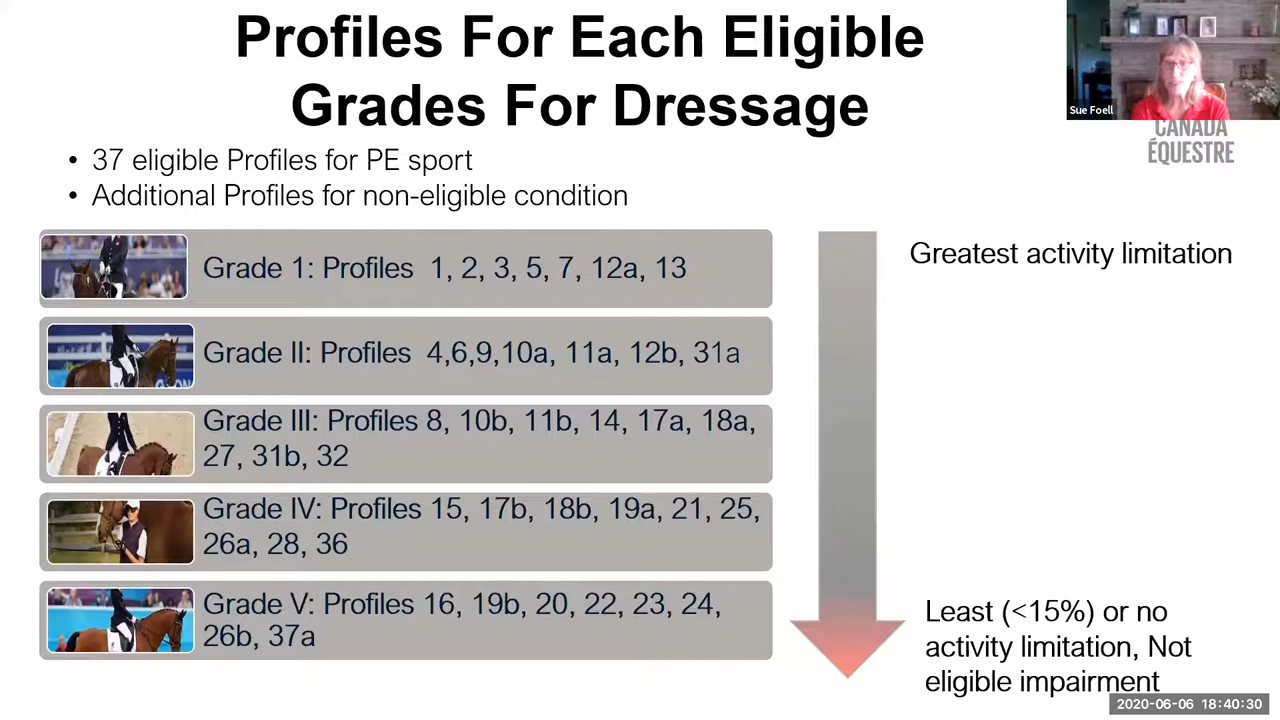 Profiles For Each Eligible
Grades For Dressage
Sue Foell
CANADA
ÉQUESTRE
• 37 eligible Profiles for PE sport
• Additional Profiles for non-eligible condition
Grade 1: Profiles 1, 2, 3, 5, 7, 12a, 13
Greatest activity limitation
Grade II: Profiles 4,6,9,10a, 11a, 12b, 31a
Grade III: Profiles 8, 10b, 11b, 14, 17a, 18a,
27, 31b, 32
Grade IV: Profiles 15, 17b, 18b, 19a, 21, 25,
26a, 28, 36
Grade V: Profiles 16, 19b, 20, 22, 23, 24,
26b, 37a
Least (<15%) or no
activity limitation, Not
eligible impairment
2020-06-06 18:40:30